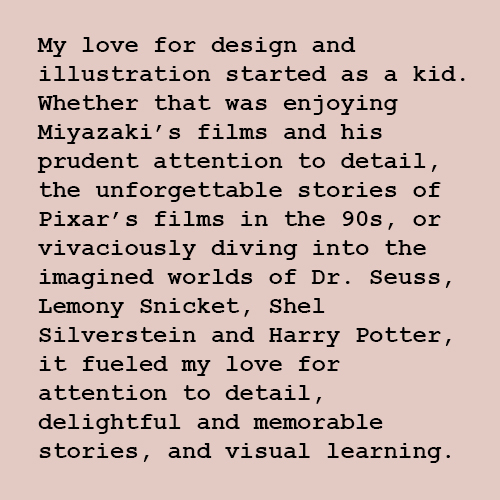 My love for design and
illustration started as a kid.
Whether that was enjoying
Miyazaki’s films and his
prudent attention to detail,
the unforgettable stories of
Pixar’s films in the 90s, or
vivaciously diving into the
imagined worlds of Dr. Seuss,
Lemony Snicket, Shel
Silverstein and Harry Potter,
it fueled my love for
attention to detail,
delightful and memorable
stories, and visual learning.